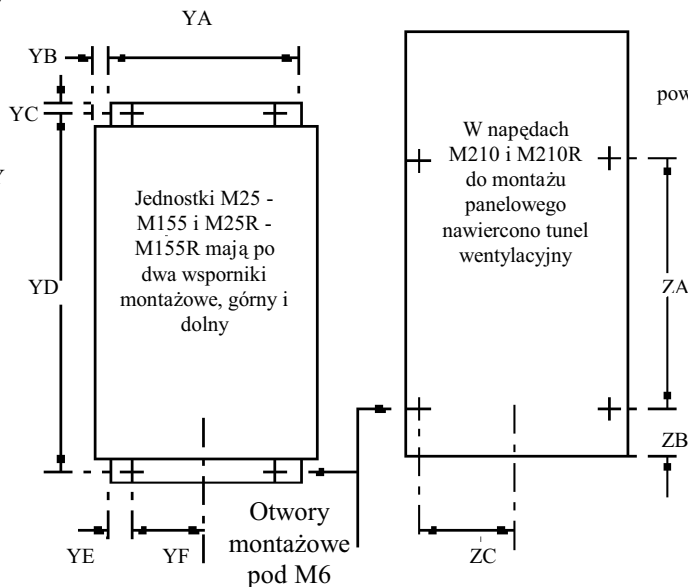 YA
YB
YC
pow
Y
W napędach
M210 i M210R
do montażu
panelowego
nawiercono tunel
wentylacyjny
Jednostki M25 -
M155 i M25R -
M155R mają po
dwa wsporniki
montażowe, górny i
dolny
YD
ZA
ZB
Otwory
montażowe
pod M6
YE
YF
ZC